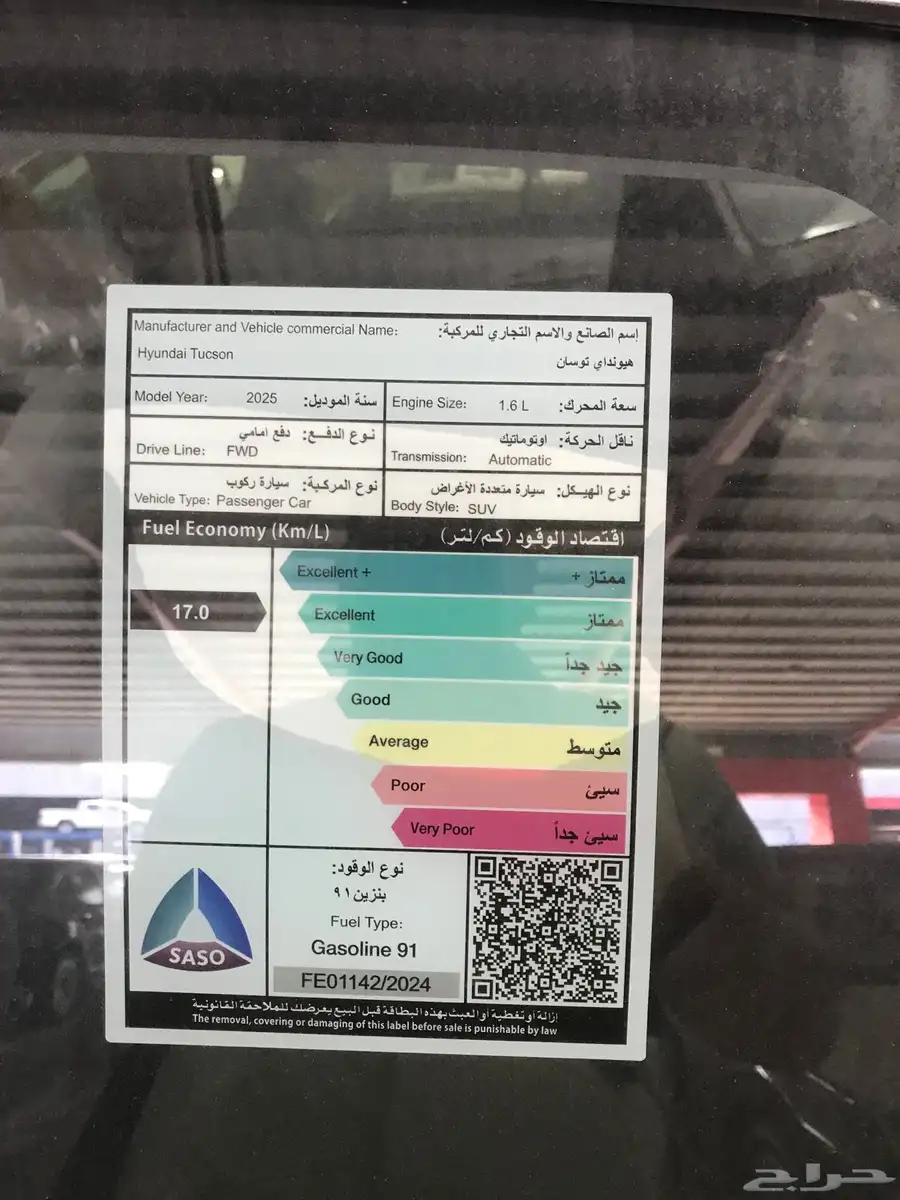 Manufacturer and Vehicle commercial Name: إسم الصانع والاسم التجاري للمركبة:
Hyundai Tucson هيونداي توسان
Model Year: 2025 سنة الموديل:
Engine Size: 1.6 L سعة المحرك:
نوع الدفع: دفع امامي
Drive Line: FWD
ناقل الحركة: اوتوماتيك
Transmission: Automatic
نوع المركبة: سيارة ركوب
Vehicle Type: Passenger Car
نوع الهيكل: سيارة متعددة الأغراض
Body Style: SUV
Fuel Economy (Km/L) اقتصاد الوقود (كم/لتر)
Excellent + ممتاز +
17.0
Excellent ممتاز
Very Good جيد جداً
Good جيد
Average متوسط
Poor سيئ
Very Poor سيئ جداً
SASO
نوع الوقود:
بنزين ٩١
Fuel Type:
Gasoline 91
FE01142/2024
إزالة أو تغطية أو العبث بهذه البطاقة قبل البيع يعرضك للملاحقة القانونية
The removal, covering or damaging of this label before sale is punishable by law
حراج